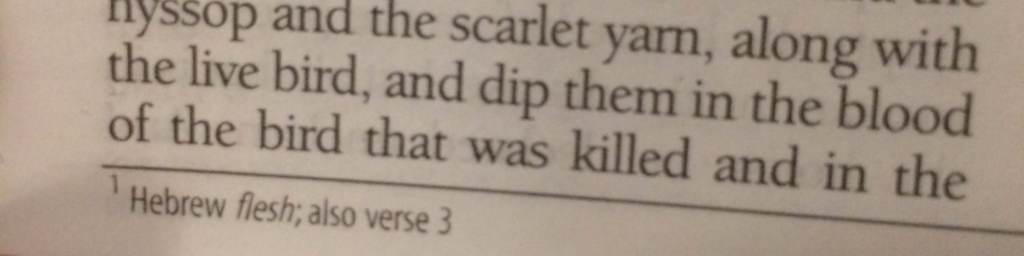 hyssop and the scarlet yarn, along with
the live bird, and dip them in the blood
of the bird that was killed and in the
1 Hebrew flesh; also verse 3